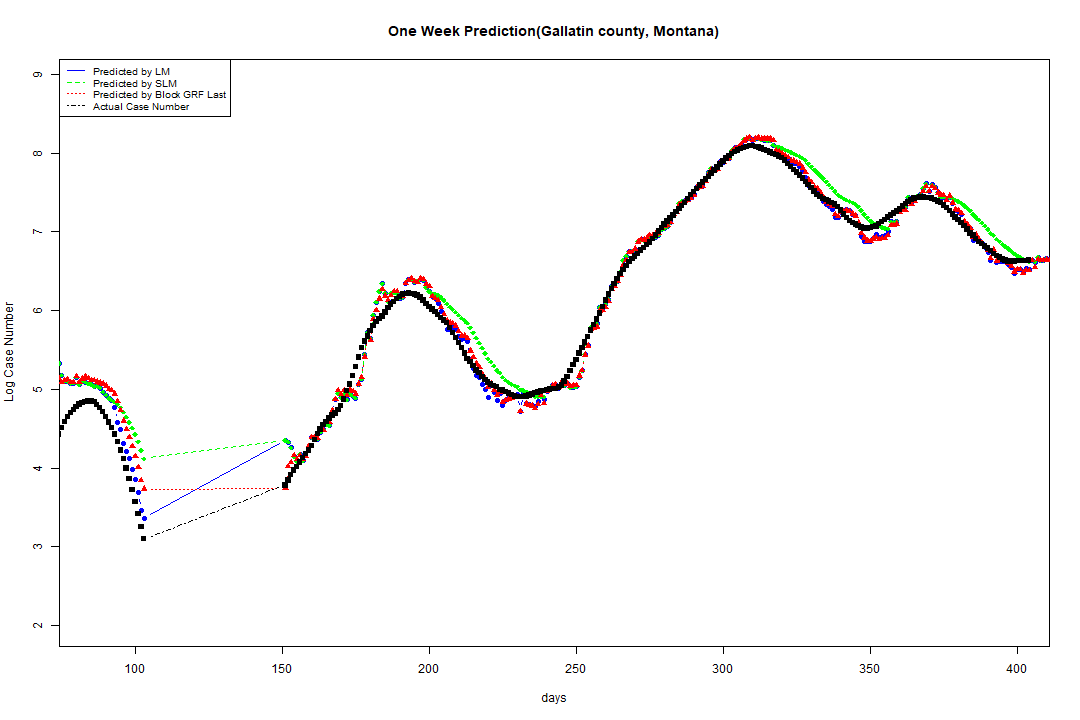 One Week Prediction(Gallatin county, Montana)
Predicted by LM
Predicted by SLM
Predicted by Block GRF Last
Actual Case Number
Log Case Number
9
8
7
6
5
4
3
2
100 150 200 250 300 350 400
days